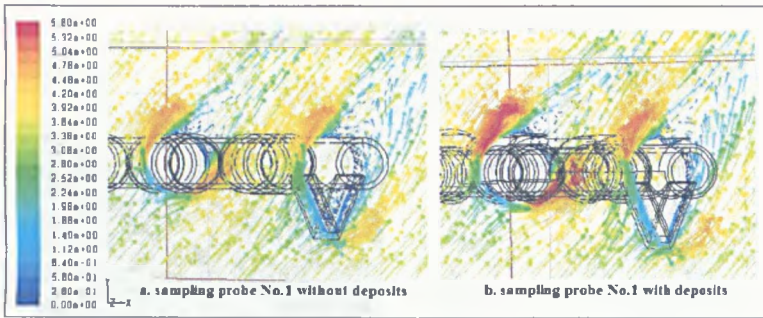 5.80e+00
5.32e+00
5.04e+00
4.76e+00
4.48e+00
4.20e+00
3.92e+00
3.64e+00
3.36e+00
3.08e+00
2.80e+00
2.52e+00
2.24e+00
1.96e+00
1.68e+00
1.40e+00
1.12e+00
8.40e-01
5.60e-01
2.80e-01
0.00e+00
Y
Z X
a. sampling probe No.1 without deposits
b. sampling probe No.1 with deposits